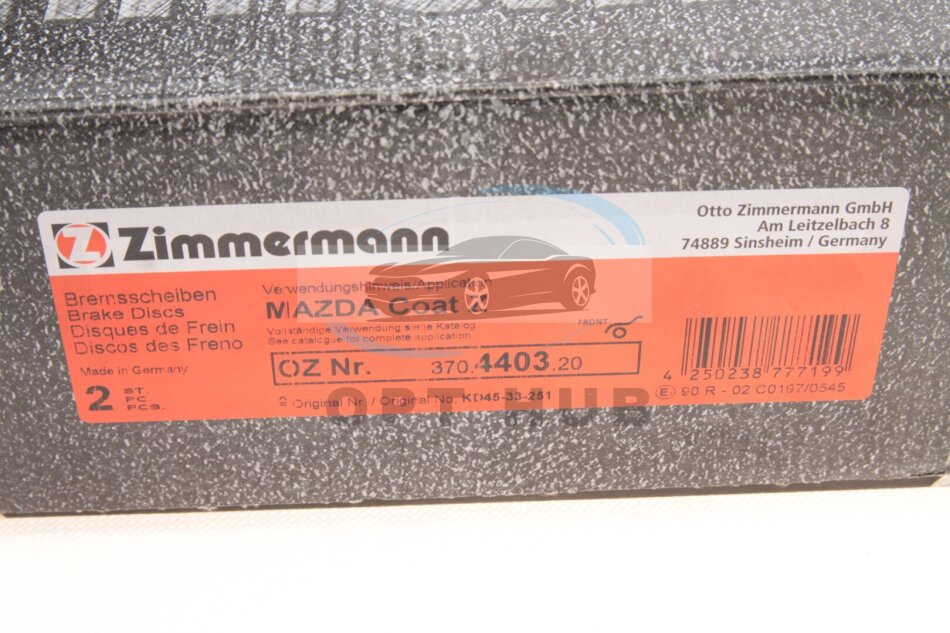 Zimmermann
Otto Zimmermann GmbH
Am Leitzelbach 8
74889 Sinsheim / Germany
Bremsscheiben
Brake Discs
Disques de Frein
Discos des Freno
Made in Germany
2 ST.
PC.
PCS.
Verwendungshinweis/Application
MAZDA Coat Z
Vollständige Verwendung siehe Katalog
See catalogue for complete application
FRONT
OZ Nr. 370.4403.20
Original Nr. / Original No. KD45-33-251
4 250238 777199
E 90 R - 02 C0197/0545
OPT HUB